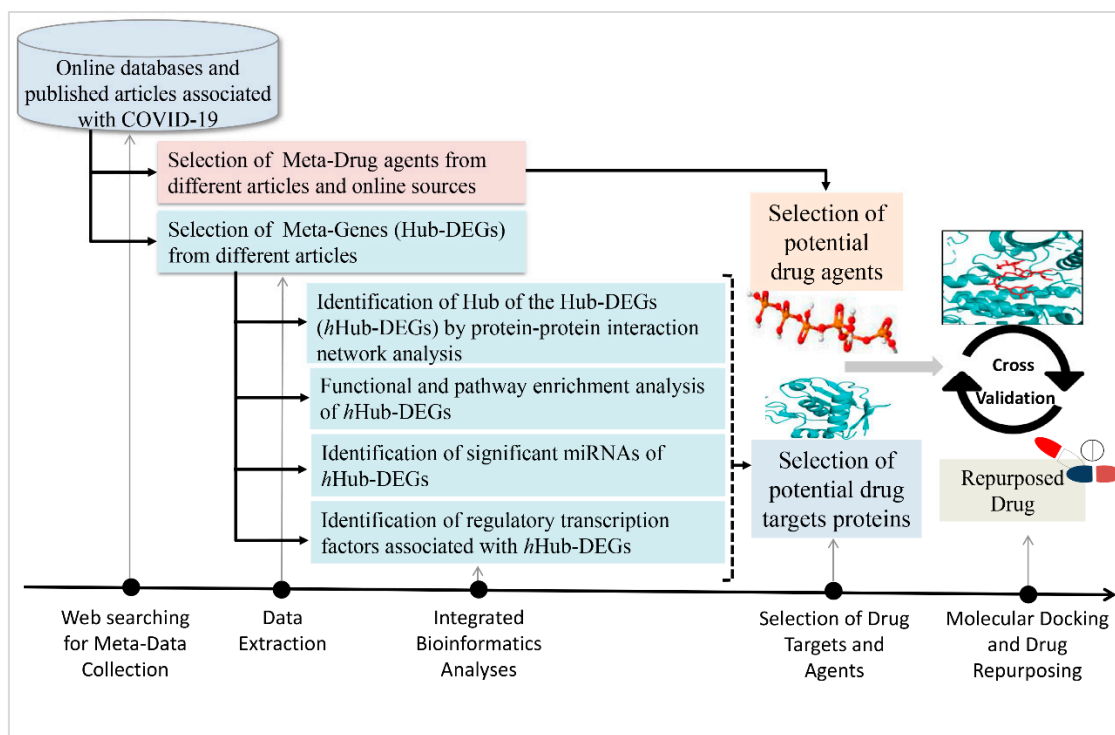 Online databases and
published articles associated
with COVID-19
Selection of Meta-Drug agents from
different articles and online sources
Selection of Meta-Genes (Hub-DEGs)
from different articles
Identification of Hub of the Hub-DEGs
(hHub-DEGs) by protein-protein interaction
network analysis
Functional and pathway enrichment analysis
of hHub-DEGs
Identification of significant miRNAs of
hHub-DEGs
Identification of regulatory transcription
factors associated with hHub-DEGs
Selection of
potential
drug agents
Selection of
potential drug
targets proteins
Cross
Validation
Repurposed
Drug
Web searching
for Meta-Data
Collection
Data
Extraction
Integrated
Bioinformatics
Analyses
Selection of Drug
Targets and
Agents
Molecular Docking
and Drug
Repurposing